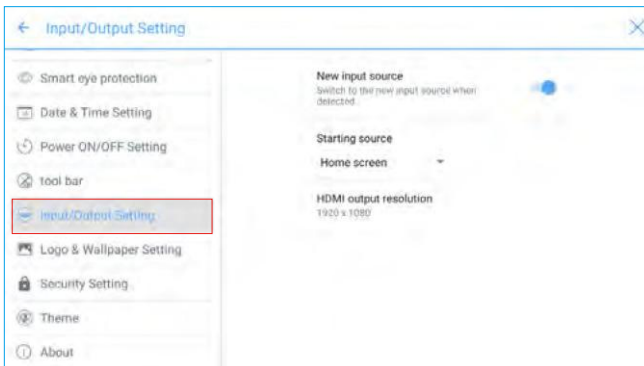 Input/Output Setting
Smart eye protection
Date & Time Setting
Power ON/OFF Setting
tool bar
Input/Output Setting
Logo & Wallpaper Setting
Security Setting
Theme
About
New input source
Switch to the new input source when
detected
Starting source
Home screen
HDMI output resolution
1920 x 1080